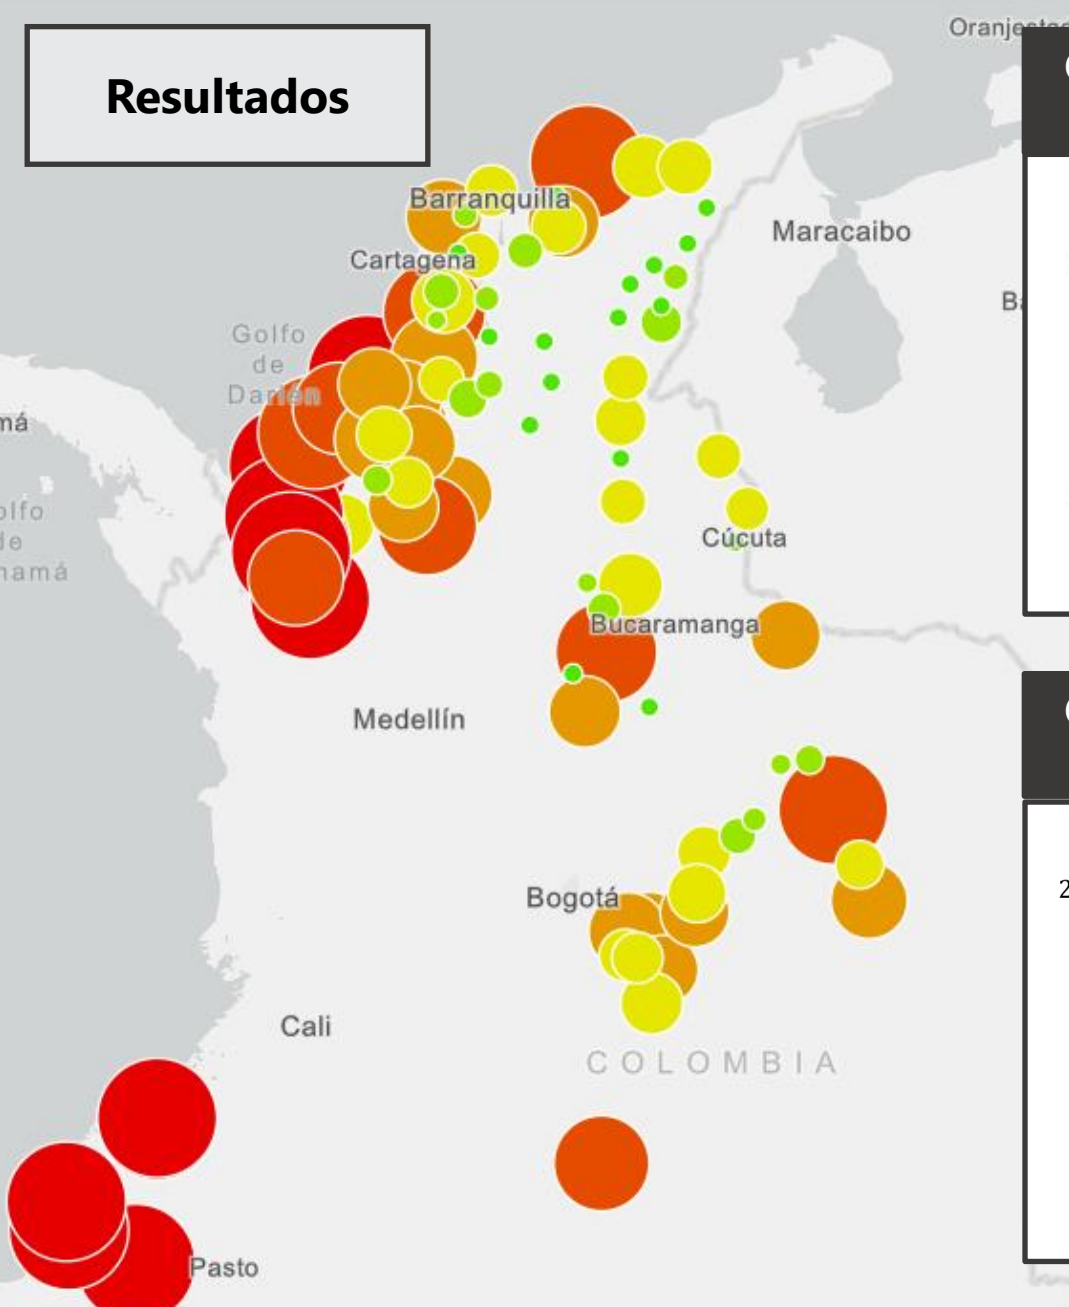 Resultados
Barranquilla
Maracaibo
Cartagena
Golfo
de
Darién
Cúcuta
Bucaramanga
Medellín
Bogotá
Cali
COLOMBIA
Pasto